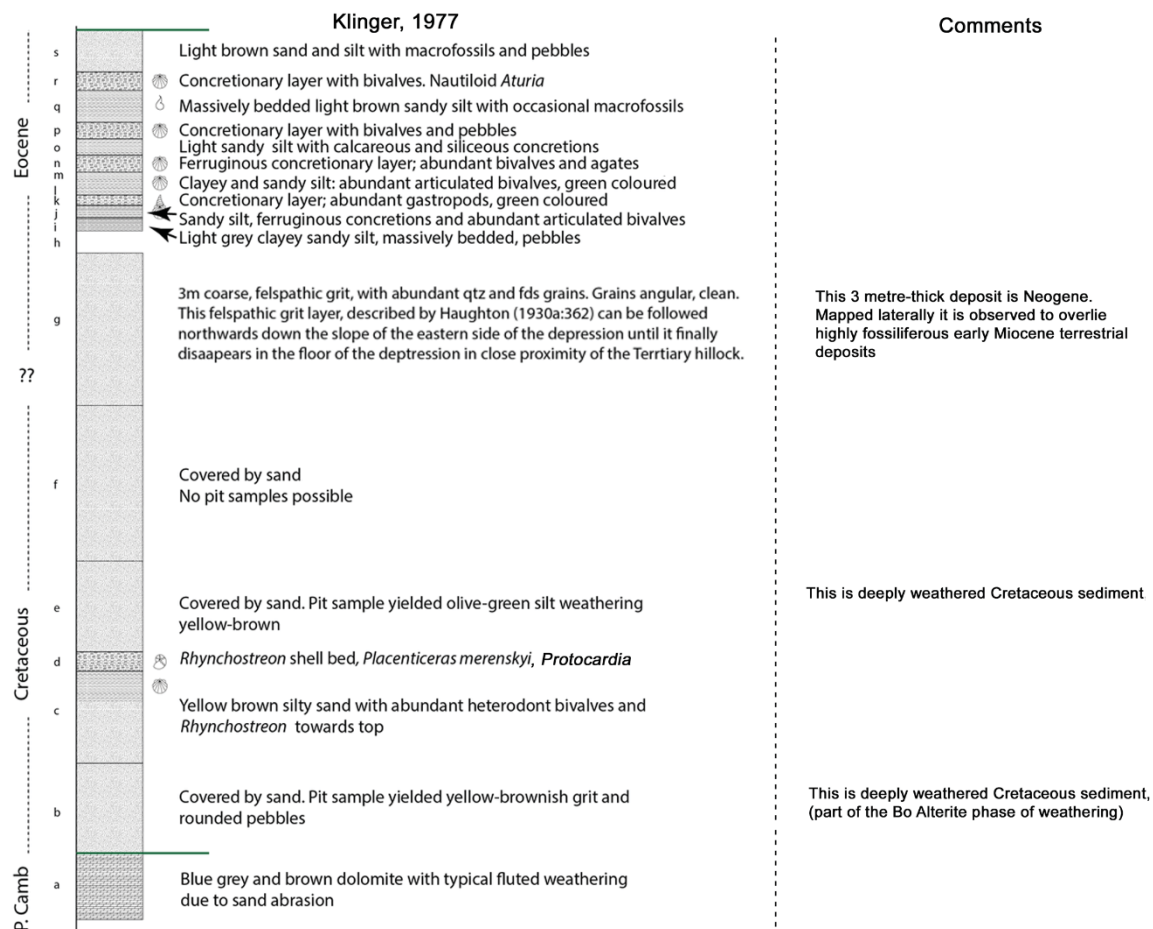 Klinger, 1977
Comments
s
Light brown sand and silt with macrofossils and pebbles
r
Concretionary layer with bivalves. Nautiloid Aturia
q
Massively bedded light brown sandy silt with occasional macrofossils
p
Concretionary layer with bivalves and pebbles
o
Light sandy silt with calcareous and siliceous concretions
n
Ferruginous concretionary layer; abundant bivalves and agates
m
Clayey and sandy silt: abundant articulated bivalves, green coloured
l
k
Concretionary layer; abundant gastropods, green coloured
j
Sandy silt, ferruginous concretions and abundant articulated bivalves
i
Light grey clayey sandy silt, massively bedded, pebbles
h
Eocene
g
3m coarse, felspathic grit, with abundant qtz and fds grains. Grains angular, clean.
This felspathic grit layer, described by Haughton (1930a:362) can be followed
northwards down the slope of the eastern side of the depression until it finally
disaapears in the floor of the deptression in close proximity of the Terrtiary hillock.
This 3 metre-thick deposit is Neogene.
Mapped laterally it is observed to overlie
highly fossiliferous early Miocene terrestrial
deposits
??
f
Covered by sand
No pit samples possible
e
Covered by sand. Pit sample yielded olive-green silt weathering
yellow-brown
This is deeply weathered Cretaceous sediment
Cretaceous
d
Rhynchostreon shell bed, Placenticeras merenskyi, Protocardia
c
Yellow brown silty sand with abundant heterodont bivalves and
Rhynchostreon towards top
b
Covered by sand. Pit sample yielded yellow-brownish grit and
rounded pebbles
This is deeply weathered Cretaceous sediment,
(part of the Bo Alterite phase of weathering)
P. Camb
a
Blue grey and brown dolomite with typical fluted weathering
due to sand abrasion